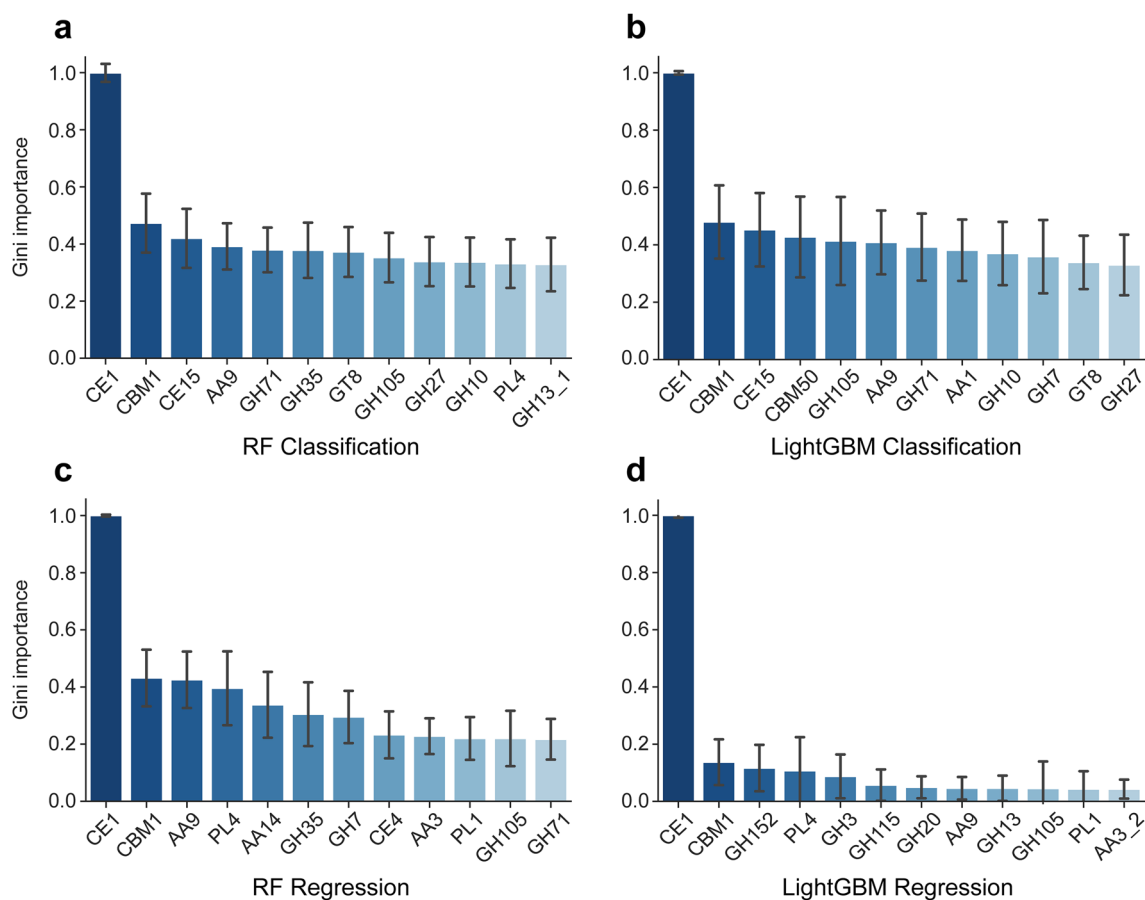 a
Gini importance
1.0
0.8
0.6
0.4
0.2
0.0
CE1
CBM1
CE15
AA9
GH71
GH35
GT8
GH105
GH27
GH10
PL4
GH13_1
RF Classification
b
1.0
0.8
0.6
0.4
0.2
0.0
CE1
CBM1
CE15
CBM50
GH105
AA9
GH71
AA1
GH10
GH7
GT8
GH27
LightGBM Classification
c
Gini importance
1.0
0.8
0.6
0.4
0.2
0.0
CE1
CBM1
AA9
PL4
AA14
GH35
GH7
CE4
AA3
PL1
GH105
GH71
RF Regression
d
1.0
0.8
0.6
0.4
0.2
0.0
CE1
CBM1
GH152
PL4
GH3
GH115
GH20
AA9
GH13
GH105
PL1
AA3_2
LightGBM Regression